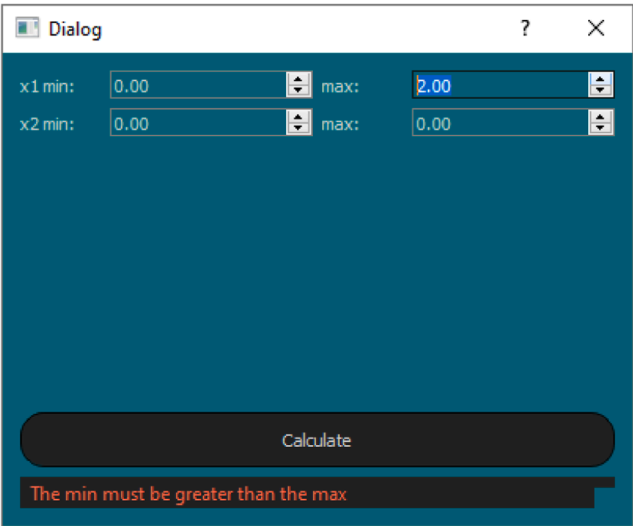 Dialog ?
x1 min: 0.00 max: 2.00
x2 min: 0.00 max: 0.00
Calculate
The min must be greater than the max